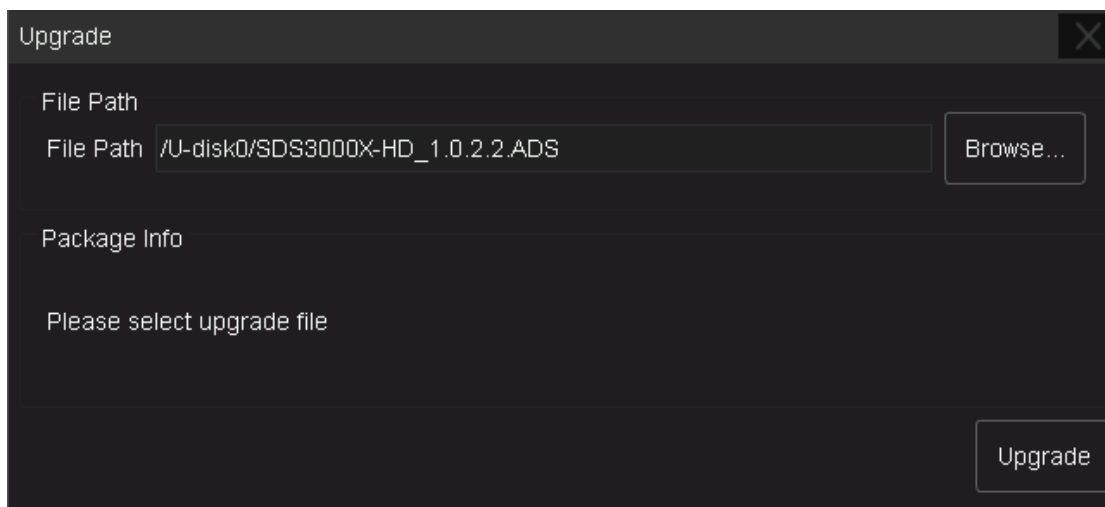 Upgrade
File Path
File Path /U-disk0/SDS3000X-HD_1.0.2.2.ADS Browse...
Package Info
Please select upgrade file
Upgrade